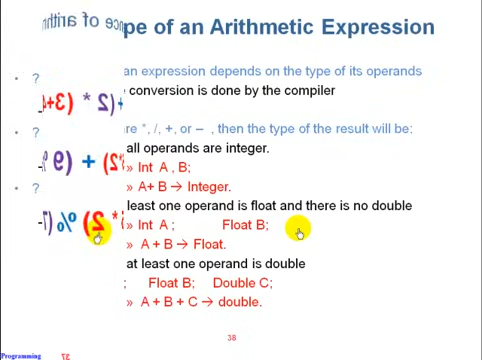 pe of an Arithmetic Expression
an expression depends on the type of its operands
conversion is done by the compiler
are *, /, +, or – , then the type of the result will be:
all operands are integer.
» Int A , B;
» A+ B → Integer.
least one operand is float and there is no double
» Int A ; Float B;
» A + B → Float.
at least one operand is double
; Float B; Double C;
» A + B + C → double.
38
Programming
37